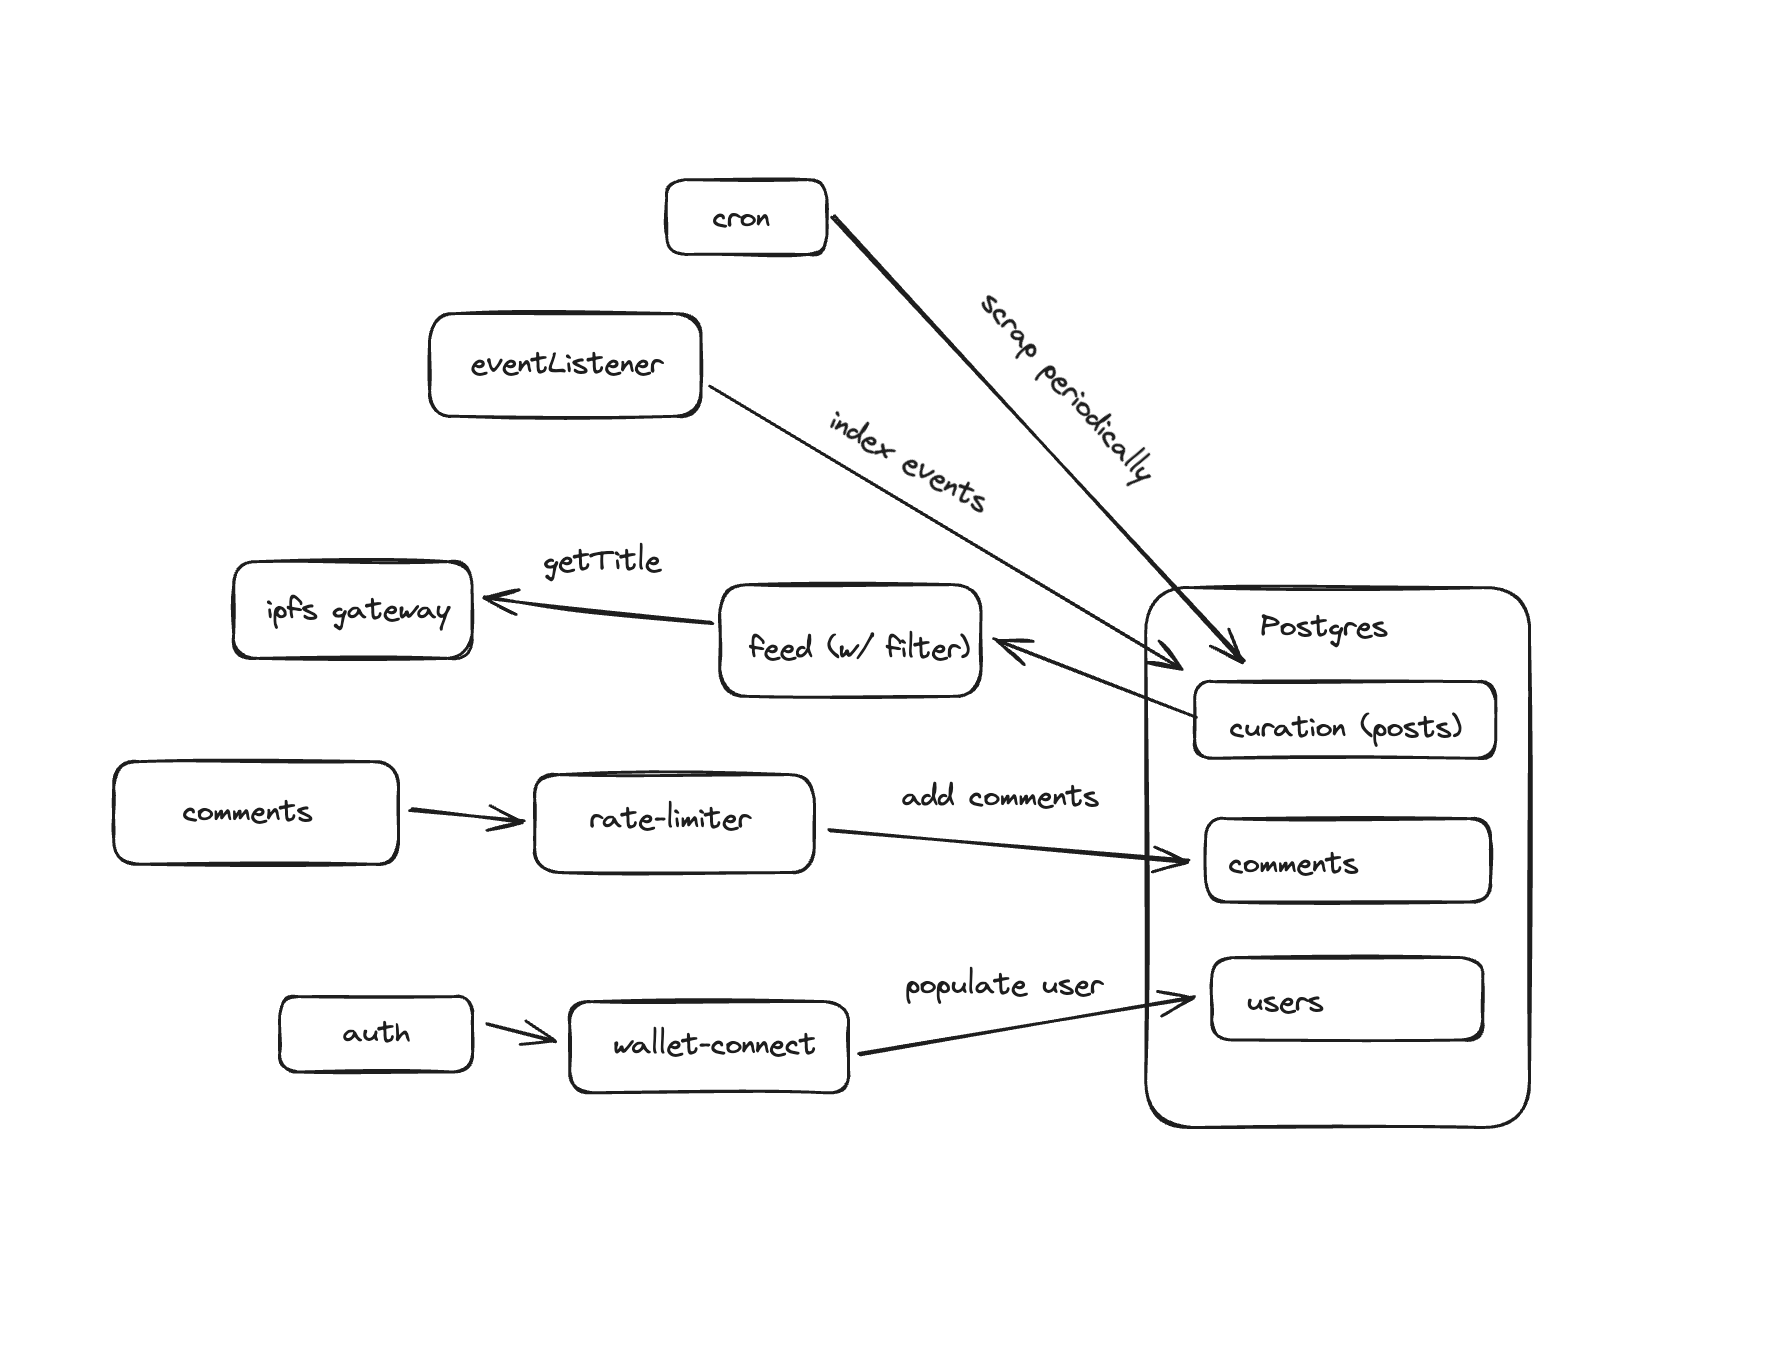 cron
scrap periodically
eventListener
index events
getTitle
ipfs gateway
feed (w/ filter)
Postgres
curation (posts)
comments
rate-limiter
add comments
comments
populate user
users
auth
wallet-connect